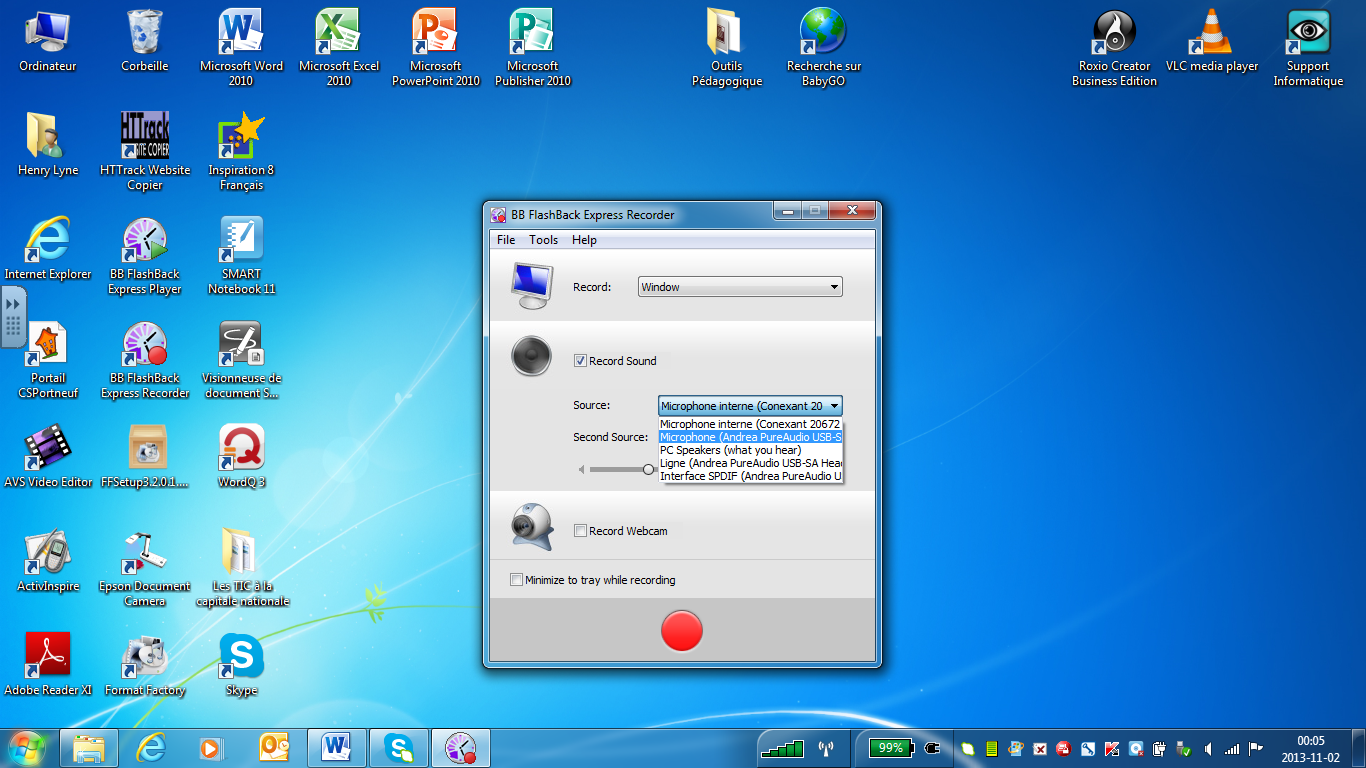 Ordinateur
Corbeille
Microsoft Word
2010
Microsoft Excel
2010
Microsoft
PowerPoint 2010
Microsoft
Publisher 2010
Outils
Pédagogique
Recherche sur
BabyGO
Roxio Creator
Business Edition
VLC media player
Support
Informatique
Henry Lyne
HTTrack
SITE COPIER
HTTrack Website
Copier
Inspiration 8
Français
Internet Explorer
BB FlashBack
Express Player
SMART
Notebook 11
Portail
CSPortneuf
BB FlashBack
Express Recorder
Visionneuse de
document S...
AVS Video Editor
FFSetup3.2.0.1....
WordQ 3
ActivInspire
Epson Document
Camera
Les TIC à la
capitale nationale
Adobe Reader XI
Format Factory
Skype
BB FlashBack Express Recorder
File Tools Help
Record:
Window
Record Sound
Source:
Microphone interne (Conexant 20
Microphone interne (Conexant 20672
Second Source:
Microphone (Andrea PureAudio USB-S
PC Speakers (what you hear)
Ligne (Andrea PureAudio USB-SA Hea
Interface SPDIF (Andrea PureAudio U
Record Webcam
Minimize to tray while recording
99%
00:05
2013-11-02